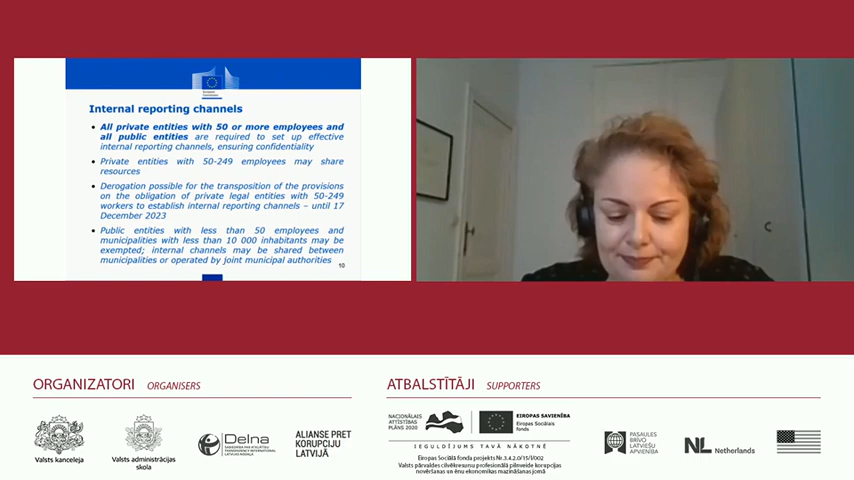 Internal reporting channels
• All private entities with 50 or more employees and
all public entities are required to set up effective
internal reporting channels, ensuring confidentiality
• Private entities with 50-249 employees may share
resources
• Derogation possible for the transposition of the provisions
on the obligation of private legal entities with 50-249
workers to establish internal reporting channels – until 17
December 2023
• Public entities with less than 50 employees and
municipalities with less than 10 000 inhabitants may be
exempted; internal channels may be shared between
municipalities or operated by joint municipal authorities
10
ORGANIZATORI ORGANISERS
Valsts kanceleja
Valsts administrācijas
skola
Delna
ALIANSE PRET
KORUPCIJU
LATVIJĀ
ATBALSTĪTĀJI SUPPORTERS
NACIONĀLAIS
ATTĪSTĪBAS
PLĀNS 2020
EIROPAS SAVIENĪBA
Eiropas Sociālais
fonds
IEGULDĪJUMS TAVĀ NĀKOTNĒ
Eiropas Sociālā fonda projekts Nr.3.4.2.0/15/I/002
Valsts pārvaldes cilvēkresursu profesionālā pilnveide korupcijas
novēršanas un ēnu ekonomikas mazināšanas jomā
PASAULES
BRĪVO
LATVIEŠU
APVIENĪBA
NL Netherlands